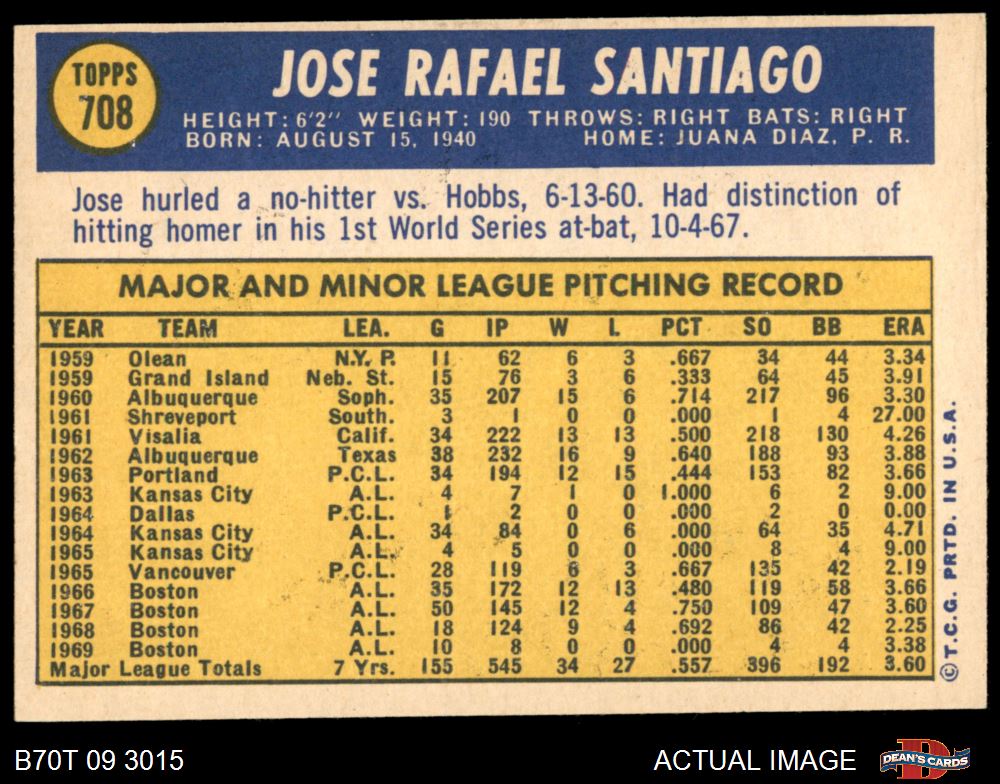 TOPPS
708
JOSE RAFAEL SANTIAGO
HEIGHT: 6'2" WEIGHT: 190 THROWS: RIGHT BATS: RIGHT
BORN: AUGUST 15, 1940 HOME: JUANA DIAZ, P. R.
Jose hurled a no-hitter vs. Hobbs, 6-13-60. Had distinction of
hitting homer in his 1st World Series at-bat, 10-4-67.
MAJOR AND MINOR LEAGUE PITCHING RECORD
YEAR TEAM LEA. G IP W L PCT SO BB ERA
1959 Olean N.Y. P. 11 62 6 3 .667 34 44 3.34
1959 Grand Island Neb. St. 15 76 3 6 .333 64 45 3.91
1960 Albuquerque Soph. 35 207 15 6 .714 217 96 3.30
1961 Shreveport South. 3 1 0 0 .000 1 4 27.00
1961 Visalia Calif. 34 222 13 13 .500 218 130 4.26
1962 Albuquerque Texas 38 232 16 9 .640 188 93 3.88
1963 Portland P.C.L. 34 194 12 15 .444 153 82 3.66
1963 Kansas City A.L. 4 7 1 0 1.000 6 2 9.00
1964 Dallas P.C.L. 1 2 0 0 .000 2 0 0.00
1964 Kansas City A.L. 34 84 0 6 .000 64 35 4.71
1965 Kansas City A.L. 4 5 0 0 .000 8 4 9.00
1965 Vancouver P.C.L. 28 119 6 3 .667 135 42 2.19
1966 Boston A.L. 35 172 12 13 .480 119 58 3.66
1967 Boston A.L. 50 145 12 4 .750 109 47 3.60
1968 Boston A.L. 18 124 9 4 .692 86 42 2.25
1969 Boston A.L. 10 8 0 0 .000 4 4 3.38
Major League Totals 7 Yrs. 155 545 34 27 .557 396 192 3.60
©T.C.G. PRTD. IN U.S.A.
B70T 09 3015 ACTUAL IMAGE
DEAN'S CARDS